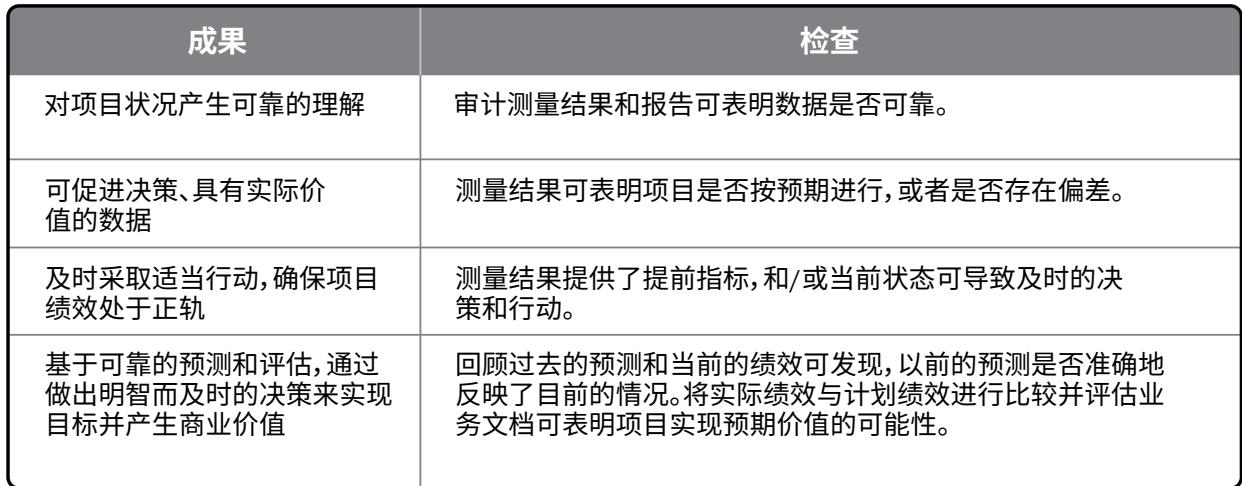 成果
检查
对项目状况产生可靠的理解
审计测量结果和报告可表明数据是否可靠。
可促进决策、具有实际价
值的数据
测量结果可表明项目是否按预期进行，或者是否存在偏差。
及时采取适当行动，确保项目
绩效处于正轨
测量结果提供了提前指标，和/或当前状态可导致及时的决
策和行动。
基于可靠的预测和评估，通过
做出明智而及时的决策来实现
目标并产生商业价值
回顾过去的预测和当前的绩效可发现，以前的预测是否准确地
反映了目前的情况。将实际绩效与计划绩效进行比较并评估业
务文档可表明项目实现预期价值的可能性。